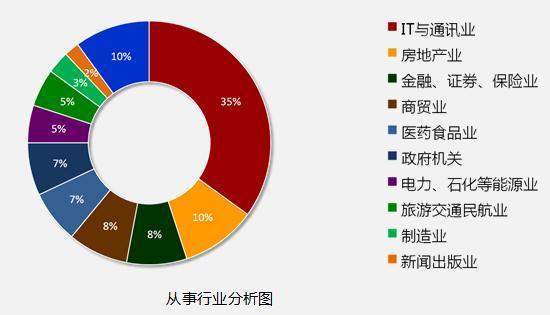 35%
10%
8%
8%
7%
7%
5%
5%
3%
2%
10%
IT与通讯业
房地产业
金融、证券、保险业
商贸业
医药食品业
政府机关
电力、石化等能源业
旅游交通民航业
制造业
新闻出版业
从事行业分析图